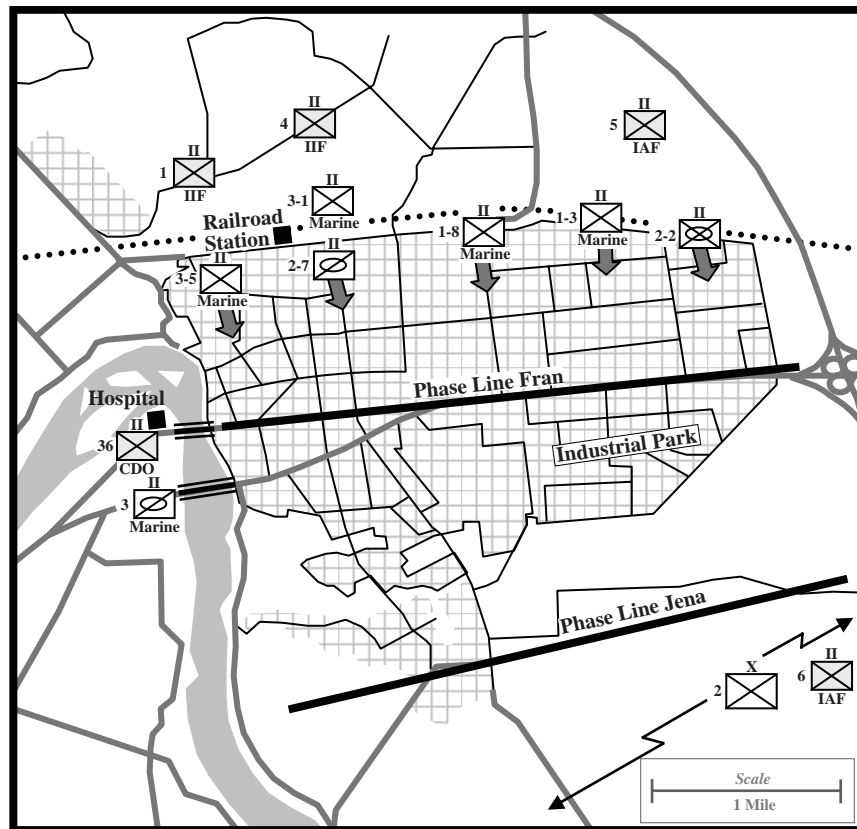 II
4
IIF
II
5
IAF
II
1
IIF
II
3-1
Marine
Railroad
Station
II
1-8
Marine
II
1-3
Marine
II
2-2
II
3-5
Marine
II
2-7
Phase Line Fran
Hospital
II
36
CDO
Industrial Park
II
3
Marine
Phase Line Jena
X
2
II
6
IAF
Scale
1 Mile